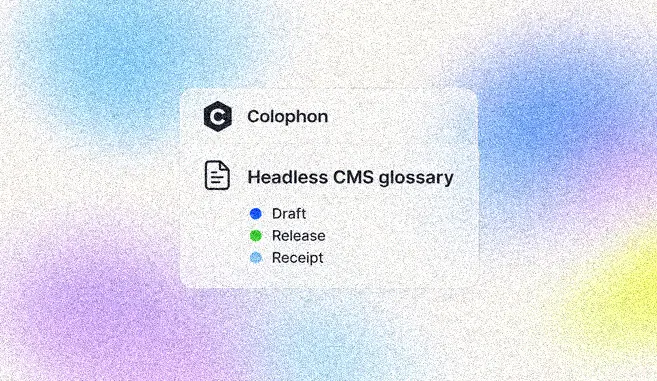 Colophon
Headless CMS glossary
Draft
Release
Receipt